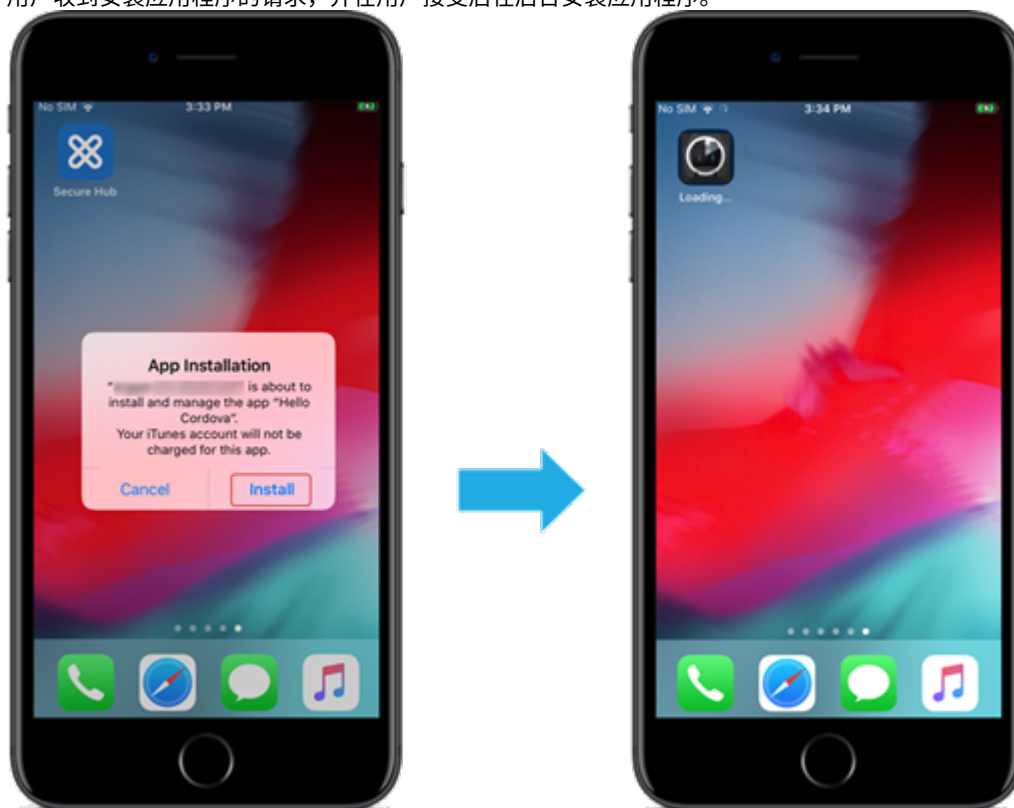 用户收到安装应用程序的请求，并在用户接受后在后台安装应用程序。
No SIM 3:33 PM
Secure Hub
App Installation
" is about to
install and manage the app "Hello
Cordova".
Your iTunes account will not be
charged for this app.
Cancel Install
No SIM 3:34 PM
Loading...